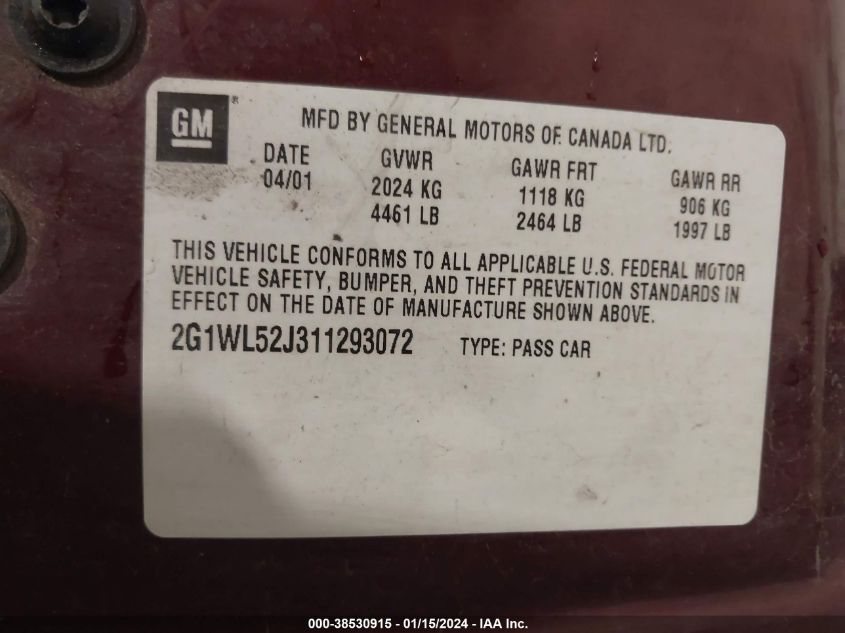 GM®
MFD BY GENERAL MOTORS OF CANADA LTD.
DATE GVWR GAWR FRT GAWR RR
04/01 2024 KG 1118 KG 906 KG
4461 LB 2464 LB 1997 LB
THIS VEHICLE CONFORMS TO ALL APPLICABLE U.S. FEDERAL MOTOR
VEHICLE SAFETY, BUMPER, AND THEFT PREVENTION STANDARDS IN
EFFECT ON THE DATE OF MANUFACTURE SHOWN ABOVE.
2G1WL52J311293072 TYPE: PASS CAR
000-38530915 - 01/15/2024 - IAA Inc.